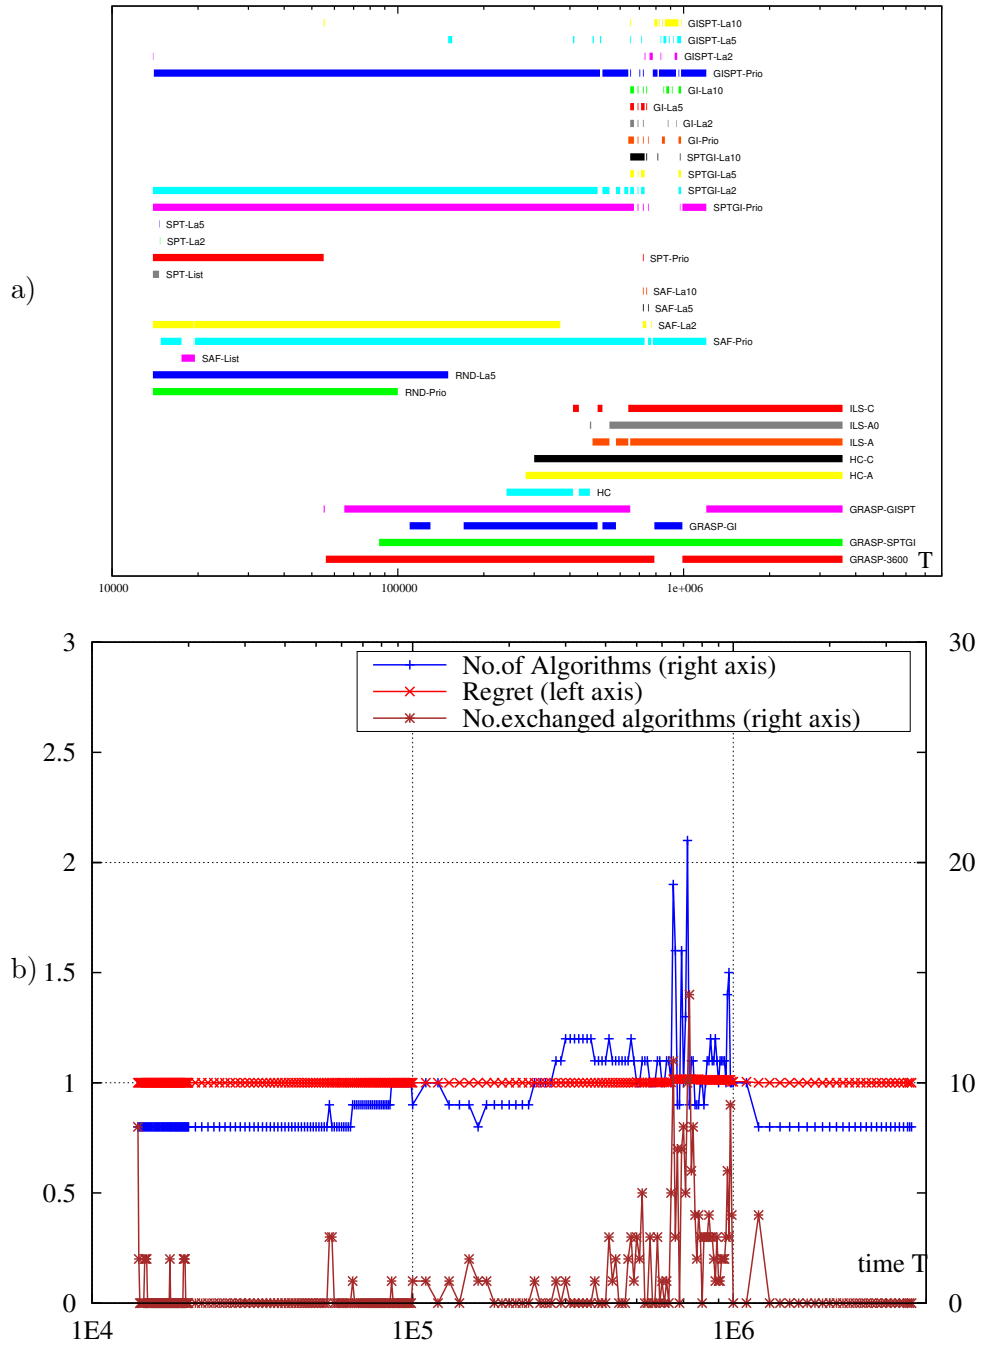 GISPT-La10
GISPT-La5
GISPT-La2
GISPT-Prio
GI-La10
GI-La5
GI-La2
GI-Prio
SPTGI-La10
SPTGI-La5
SPTGI-La2
SPTGI-Prio
SPT-La5
SPT-La2
SPT-Prio
SPT-List
a)
SAF-La10
SAF-La5
SAF-La2
SAF-Prio
SAF-List
RND-La5
RND-Prio
ILS-C
ILS-A0
ILS-A
HC-C
HC-A
HC
GRASP-GISPT
GRASP-GI
GRASP-SPTGI
GRASP-3600 T
10000 100000 1e+006
3 30
No.of Algorithms (right axis)
Regret (left axis)
No.exchanged algorithms (right axis)
2.5
2 20
b) 1.5
1 10
0.5
time T
0 0
1E4 1E5 1E6